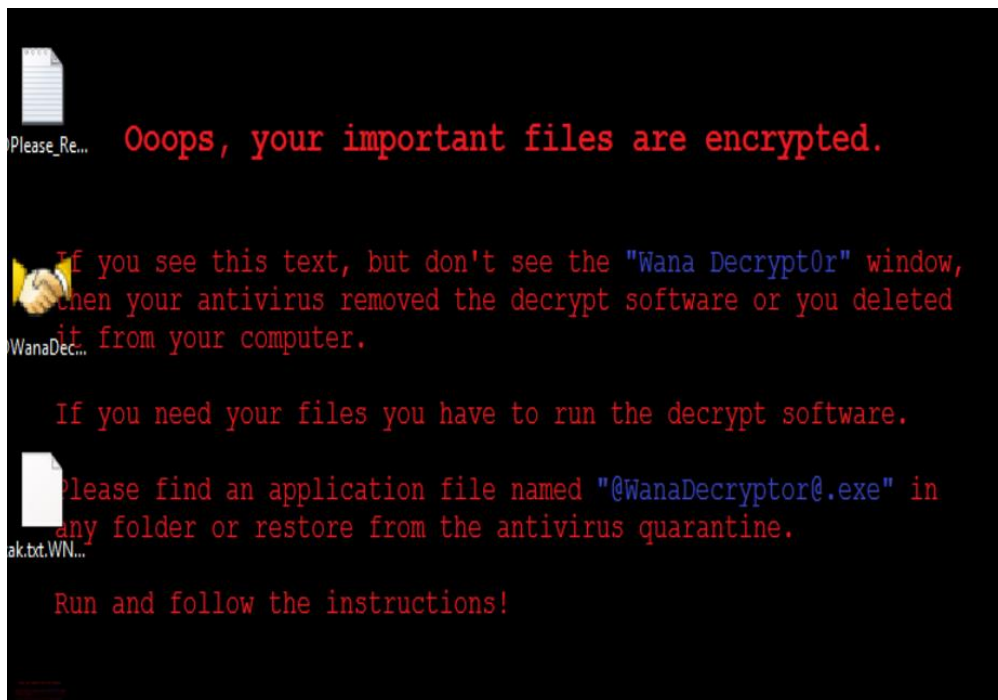 Please_Re...
Ooops, your important files are encrypted.
If you see this text, but don't see the "Wana Decrypt0r" window,
then your antivirus removed the decrypt software or you deleted
it from your computer.
WanaDec...
If you need your files you have to run the decrypt software.
Please find an application file named "@WanaDecryptor@.exe" in
any folder or restore from the antivirus quarantine.
ak.txt.WN...
Run and follow the instructions!